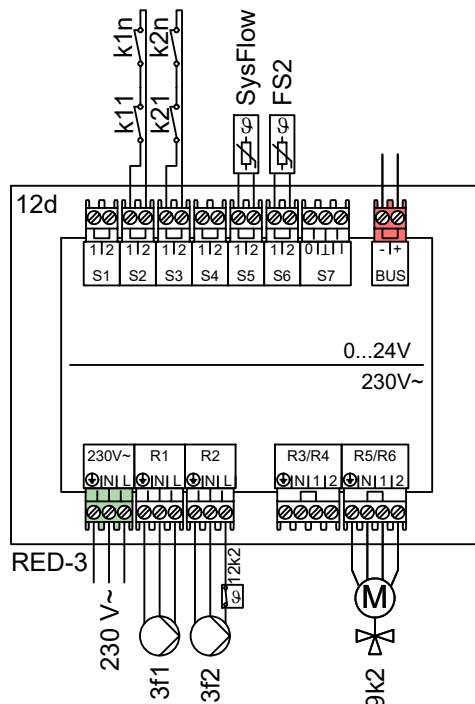 k1n
k2n
k11
k21
SysFlow
FS2
ϑ
ϑ
12d
1 2
1 2
1 2
1 2
1 2
1 2
0 ⊥ I
- +
S1
S2
S3
S4
S5
S6
S7
BUS
0...24V
230V~
230V~
R1
R2
R3/R4
R5/R6
N L
N L
N L
N 1 2
N 1 2
RED-3
12k2
ϑ
230 V~
M
3f1
3f2
9k2